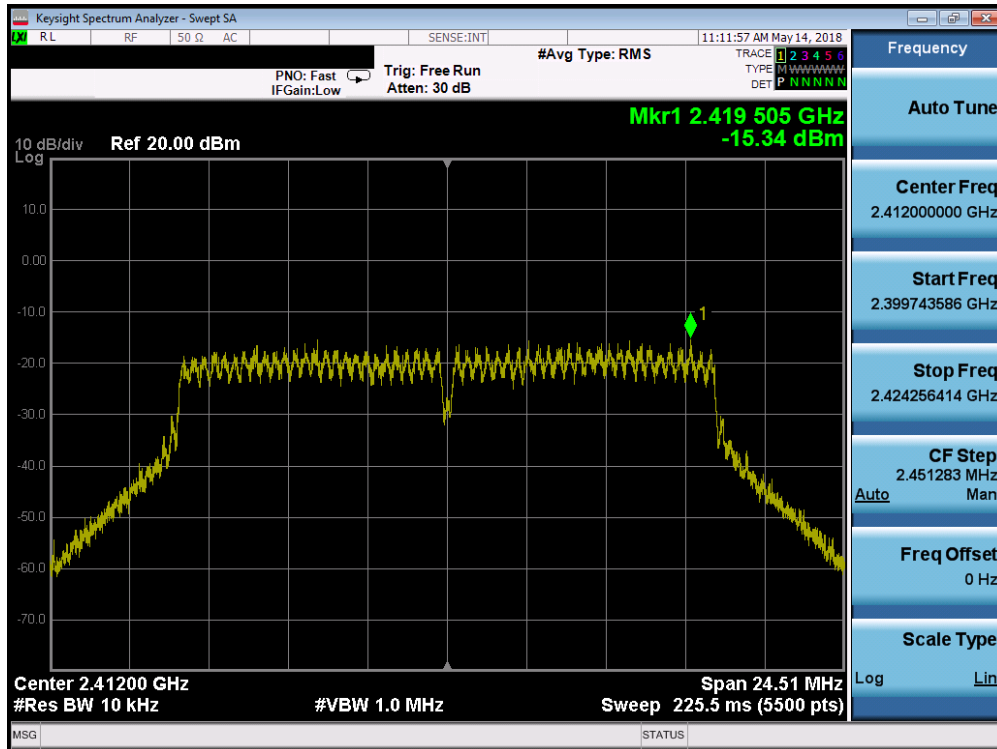 Keysight Spectrum Analyzer - Swept SA
LXI RL RF 50 Ω AC SENSE:INT 11:11:57 AM May 14, 2018
#Avg Type: RMS
TRACE 1 2 3 4 5 6
TYPE M WWWWW
DET P N N N N N
PNO: Fast Trig: Free Run
IFGain:Low Atten: 30 dB
Mkr1 2.419 505 GHz
-15.34 dBm
10 dB/div Ref 20.00 dBm
Log
10.0
0.00
-10.0
1
-20.0
-30.0
-40.0
-50.0
-60.0
-70.0
Center 2.41200 GHz Span 24.51 MHz
#Res BW 10 kHz #VBW 1.0 MHz Sweep 225.5 ms (5500 pts)
MSG STATUS
Frequency
Auto Tune
Center Freq
2.412000000 GHz
Start Freq
2.399743586 GHz
Stop Freq
2.424256414 GHz
CF Step
2.451283 MHz
Auto Man
Freq Offset
0 Hz
Scale Type
Log Lin